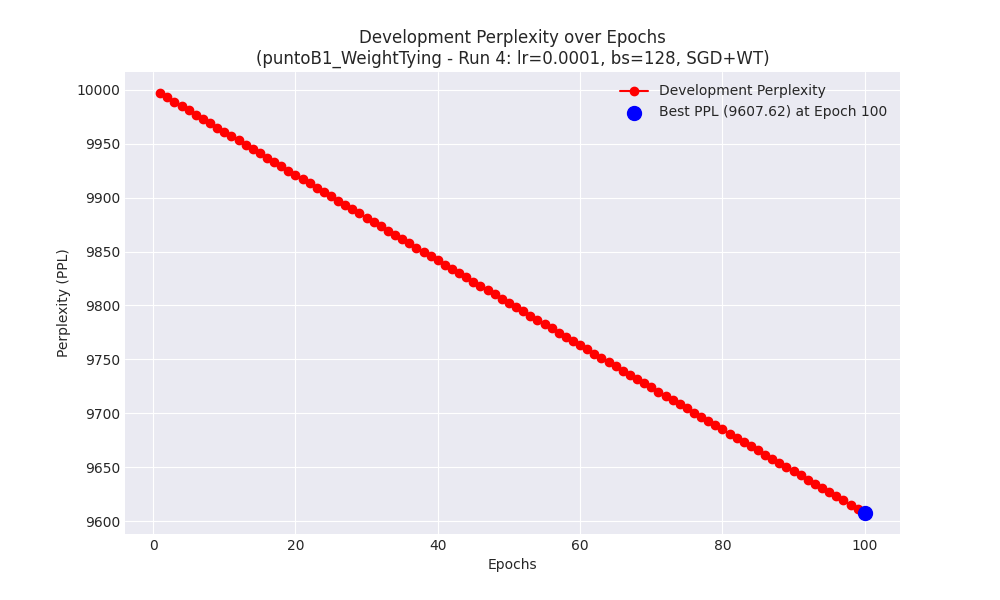 Development Perplexity over Epochs
(puntoB1_WeightTying - Run 4: lr=0.0001, bs=128, SGD+WT)
Development Perplexity
Best PPL (9607.62) at Epoch 100
Perplexity (PPL)
10000
9950
9900
9850
9800
9750
9700
9650
9600
0 20 40 60 80 100
Epochs